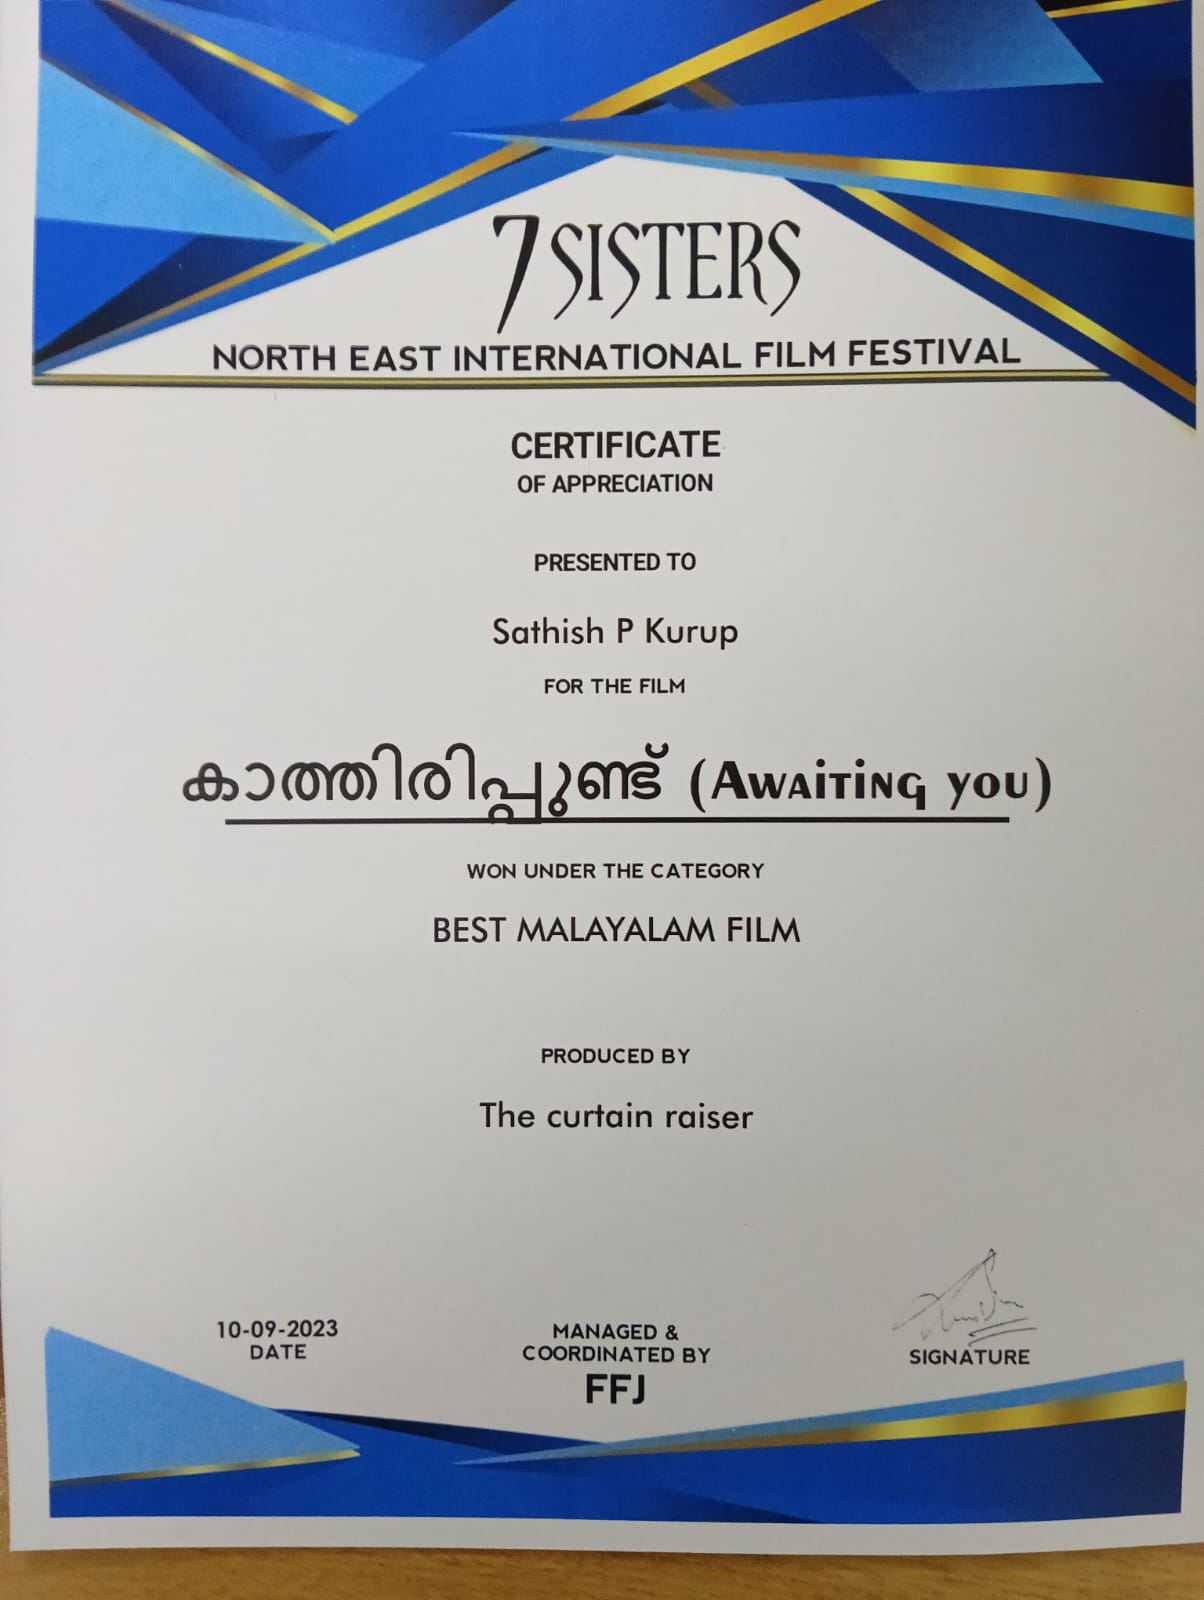 7 SISTERS
NORTH EAST INTERNATIONAL FILM FESTIVAL
CERTIFICATE
OF APPRECIATION
PRESENTED TO
Sathish P Kurup
FOR THE FILM
കാത്തിരിപ്പുണ്ട് (AWAITING YOU)
WON UNDER THE CATEGORY
BEST MALAYALAM FILM
PRODUCED BY
The curtain raiser
10-09-2023
DATE
MANAGED &
COORDINATED BY
FFJ
SIGNATURE